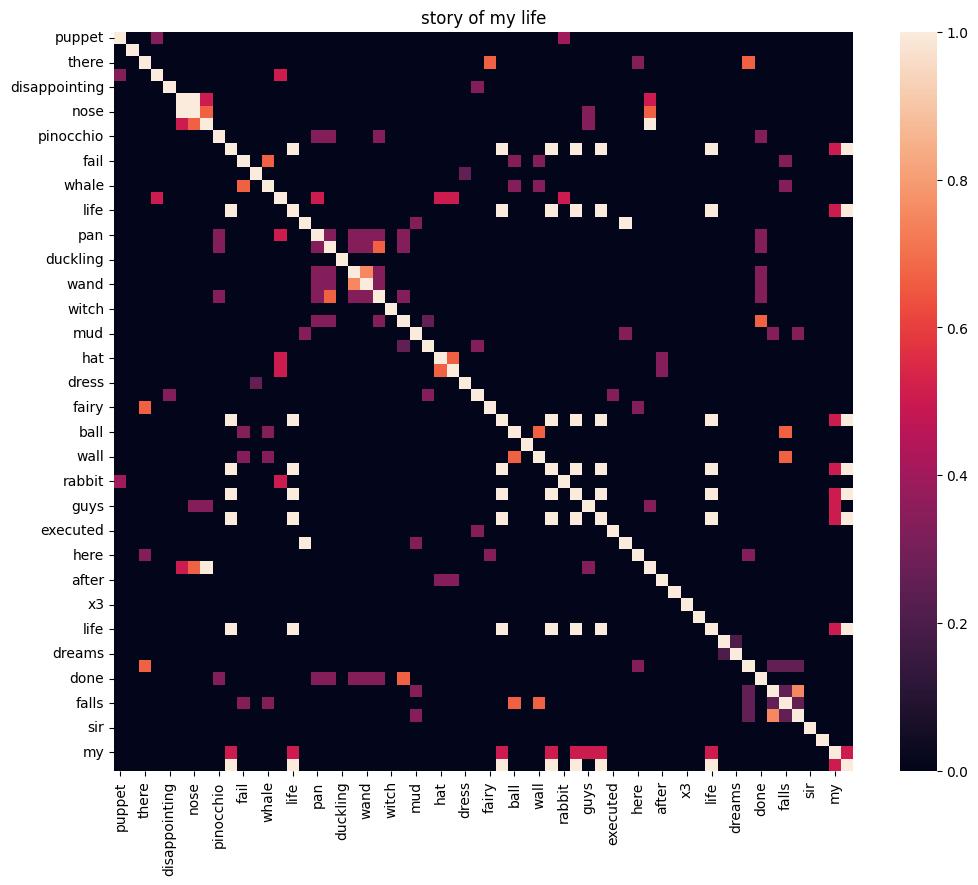 story of my life
puppet
there
disappointing
nose
pinocchio
fail
whale
life
pan
duckling
wand
witch
mud
hat
dress
fairy
ball
wall
rabbit
guys
executed
here
after
x3
life
dreams
done
falls
sir
my
1.0
0.8
0.6
0.4
0.2
0.0
puppet
there
disappointing
nose
pinocchio
fail
whale
life
pan
duckling
wand
witch
mud
hat
dress
fairy
ball
wall
rabbit
guys
executed
here
after
x3
life
dreams
done
falls
sir
my